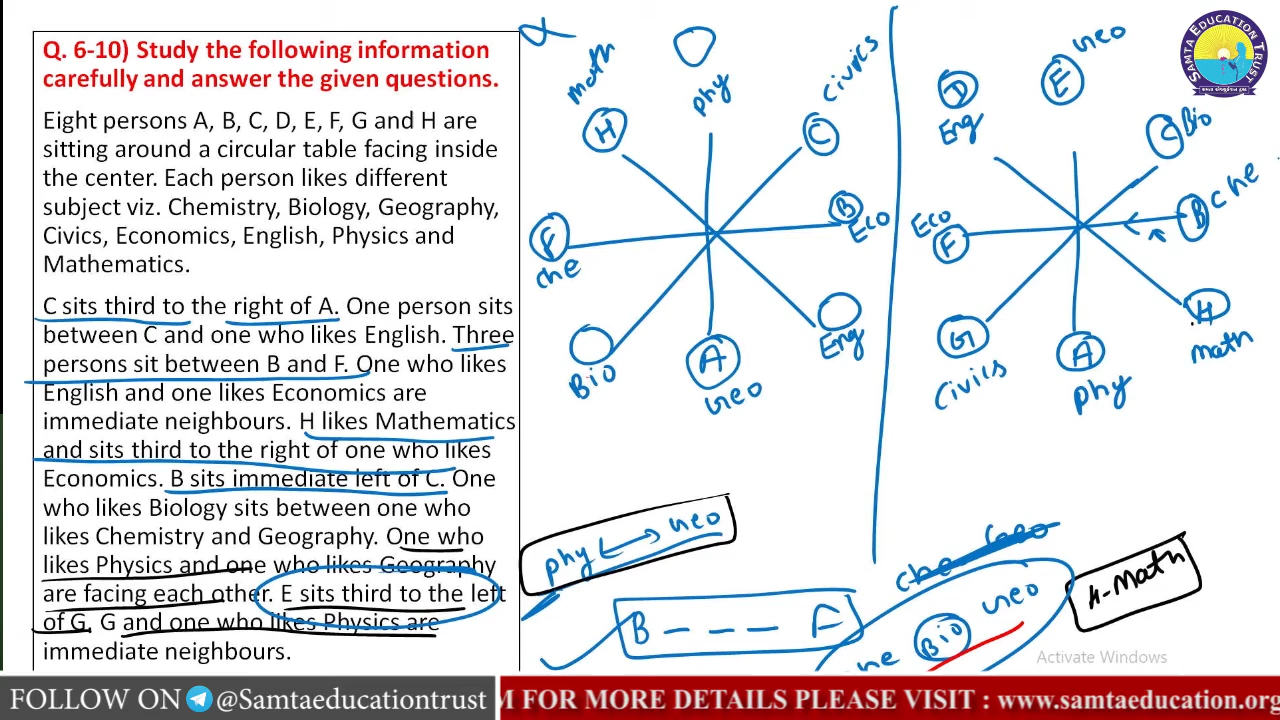 Q. 6-10) Study the following information
carefully and answer the given questions.
Eight persons A, B, C, D, E, F, G and H are
sitting around a circular table facing inside
the center. Each person likes different
subject viz. Chemistry, Biology, Geography,
Civics, Economics, English, Physics and
Mathematics.
C sits third to the right of A. One person sits
between C and one who likes English. Three
persons sit between B and F. One who likes
English and one likes Economics are
immediate neighbours. H likes Mathematics
and sits third to the right of one who likes
Economics. B sits immediate left of C. One
who likes Biology sits between one who
likes Chemistry and Geography. One who
likes Physics and one who likes Geography
are facing each other. E sits third to the left
of G. G and one who likes Physics are
immediate neighbours.
math
phy
civics
H
C
B
Eco
F
che
Bio
A
Geo
Eng
D
Eng
E
Geo
C
Bio
B
Che
Eco
F
H
math
G
civics
A
phy
phy Geo
B _ _ _ F
che Geo
Bio
Geo
H-math
SAMTA EDUCATION TRUST
Activate Windows
FOLLOW ON @Samtaeducationtrust
M FOR MORE DETAILS PLEASE VISIT : www.samtaeducation.org